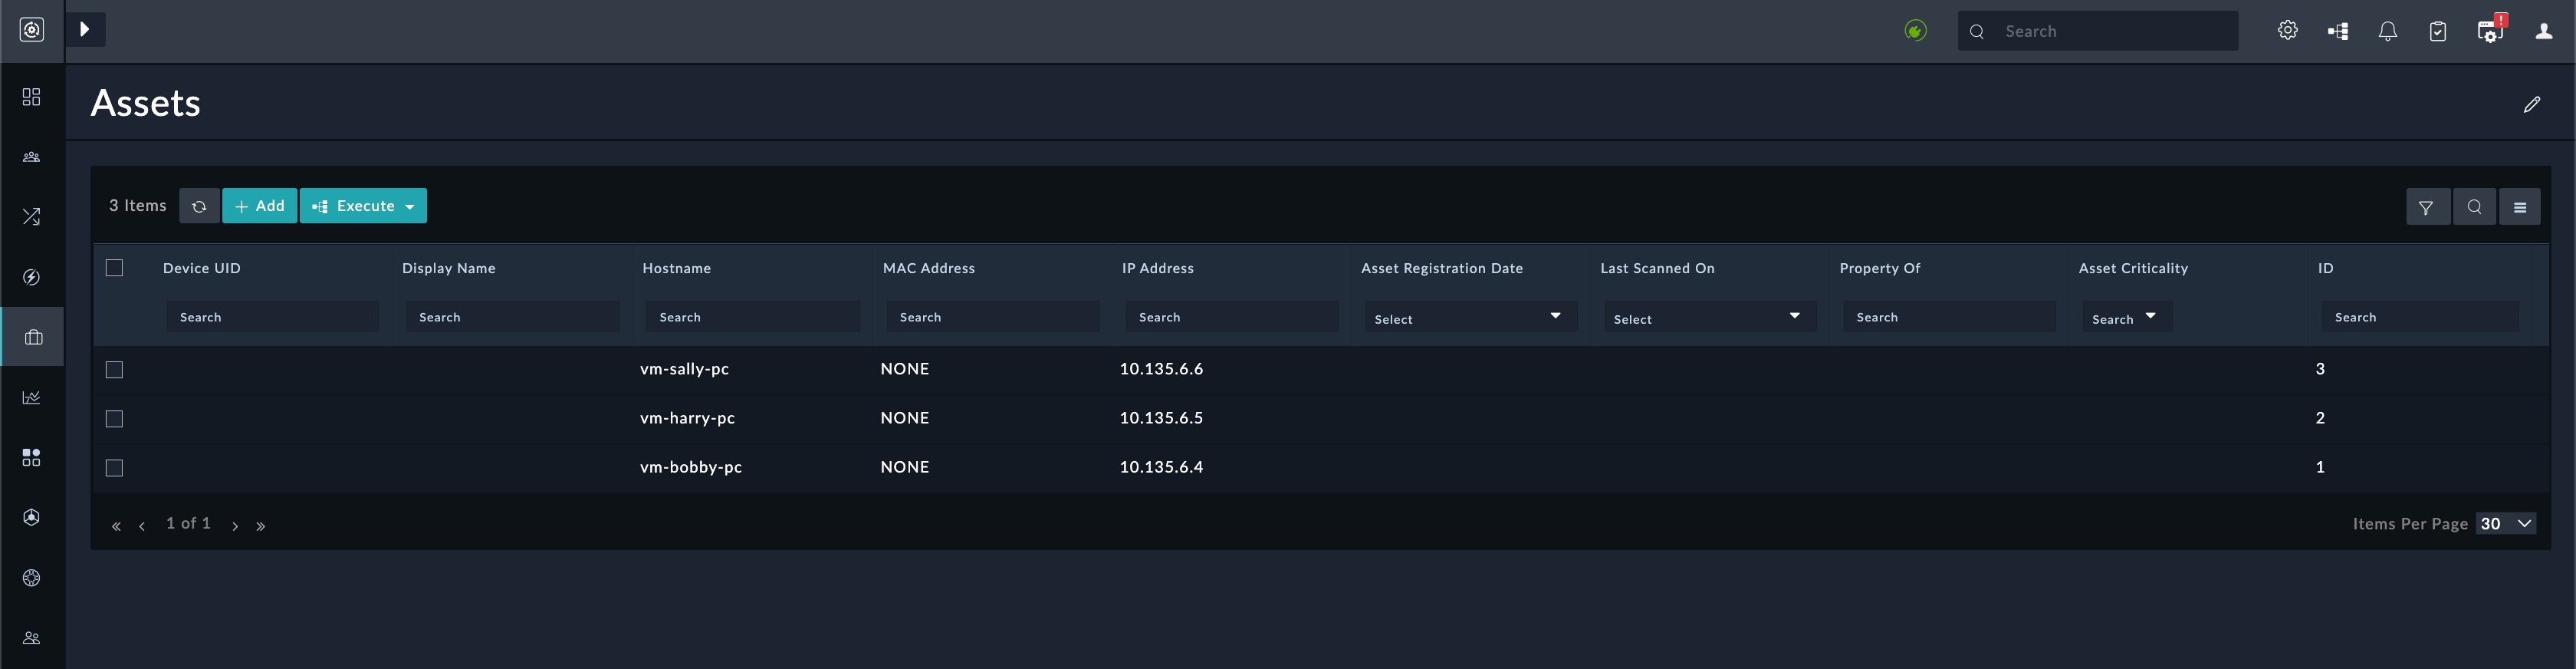 Search
!
Assets
3 Items Add Execute
Device UID Display Name Hostname MAC Address IP Address Asset Registration Date Last Scanned On Property Of Asset Criticality ID
Search Search Search Search Search Select Select Search Search Search
vm-sally-pc NONE 10.135.6.6 3
vm-harry-pc NONE 10.135.6.5 2
vm-bobby-pc NONE 10.135.6.4 1
« ‹ 1 of 1 › » Items Per Page 30